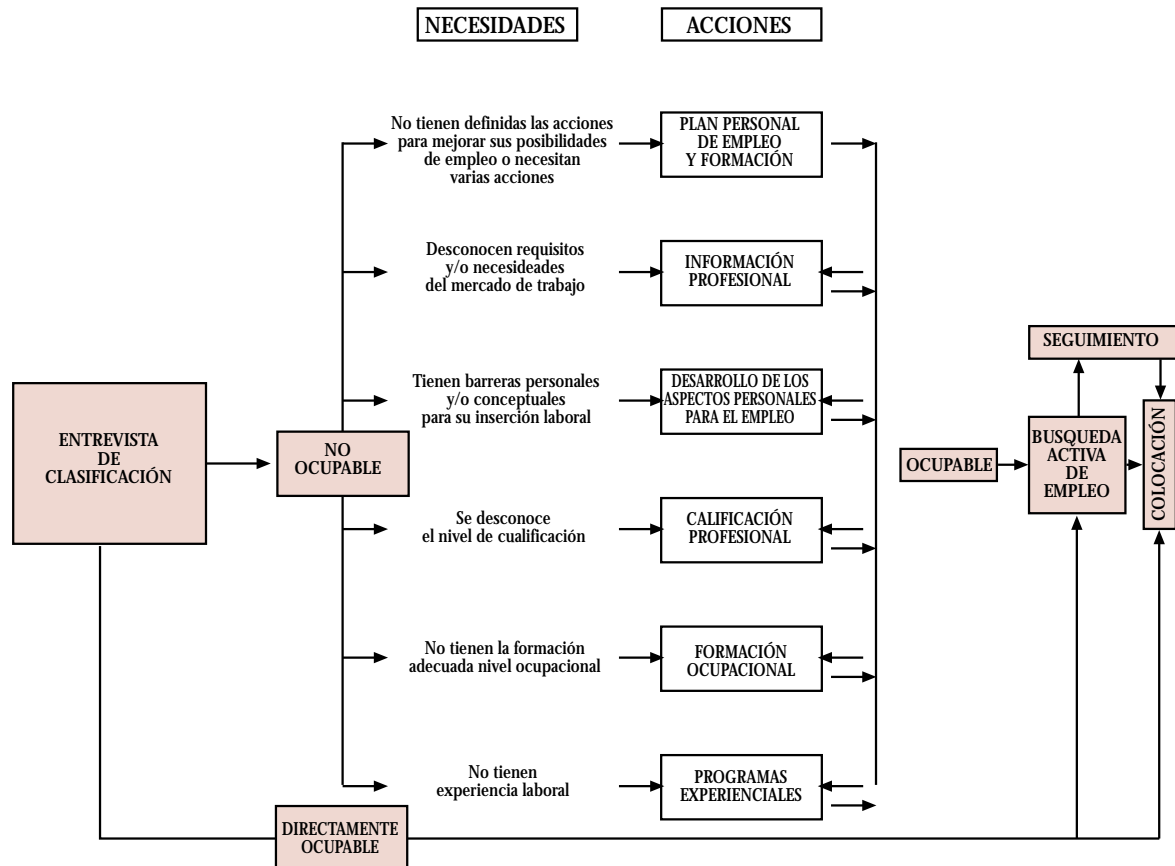 NECESIDADES
ACCIONES
No tienen definidas las acciones
para mejorar sus posibilidades
de empleo o necesitan
varias acciones
PLAN PERSONAL
DE EMPLEO
Y FORMACIÓN
Desconocen requisitos
y/o necesideades
del mercado de trabajo
INFORMACIÓN
PROFESIONAL
Tienen barreras personales
y/o conceptuales
para su inserción laboral
DESARROLLO DE LOS
ASPECTOS PERSONALES
PARA EL EMPLEO
ENTREVISTA
DE
CLASIFICACIÓN
NO
OCUPABLE
Se desconoce
el nivel de cualificación
CALIFICACIÓN
PROFESIONAL
No tienen la formación
adecuada nivel ocupacional
FORMACIÓN
OCUPACIONAL
No tienen
experiencia laboral
PROGRAMAS
EXPERIENCIALES
DIRECTAMENTE
OCUPABLE
OCUPABLE
BUSQUEDA
ACTIVA
DE
EMPLEO
SEGUIMIENTO
COLOCACIÓN